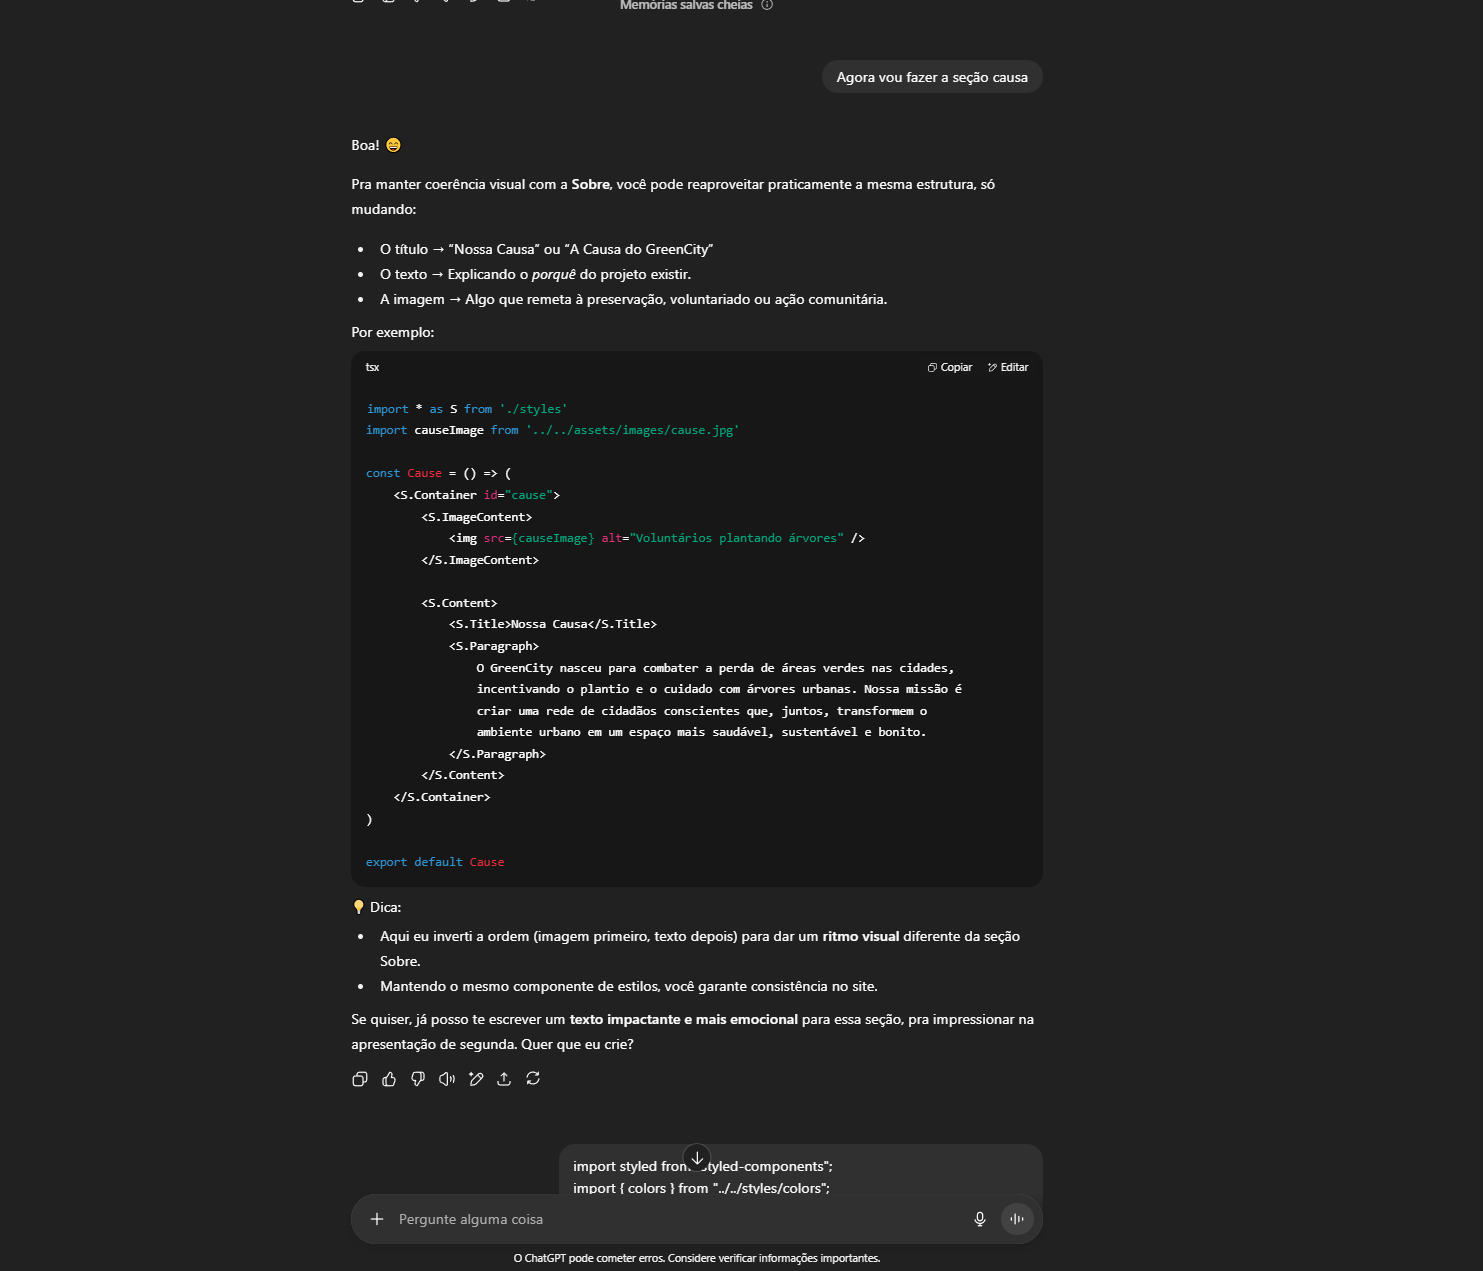 Memórias salvas cheias
Agora vou fazer a seção causa
Boa! 😄
Pra manter coerência visual com a Sobre, você pode reaproveitar praticamente a mesma estrutura, só
mudando:
• O título → “Nossa Causa” ou “A Causa do GreenCity”
• O texto → Explicando o porquê do projeto existir.
• A imagem → Algo que remeta à preservação, voluntariado ou ação comunitária.
Por exemplo:
tsx Copiar Editar
import * as S from './styles'
import causeImage from '../../assets/images/cause.jpg'
const Cause = () => (
<S.Container id="cause">
<S.ImageContent>
<img src={causeImage} alt="Voluntários plantando árvores" />
</S.ImageContent>
<S.Content>
<S.Title>Nossa Causa</S.Title>
<S.Paragraph>
O GreenCity nasceu para combater a perda de áreas verdes nas cidades,
incentivando o plantio e o cuidado com árvores urbanas. Nossa missão é
criar uma rede de cidadãos conscientes que, juntos, transformem o
ambiente urbano em um espaço mais saudável, sustentável e bonito.
</S.Paragraph>
</S.Content>
</S.Container>
)
export default Cause
💡 Dica:
• Aqui eu inverti a ordem (imagem primeiro, texto depois) para dar um ritmo visual diferente da seção
Sobre.
• Mantendo o mesmo componente de estilos, você garante consistência no site.
Se quiser, já posso te escrever um texto impactante e mais emocional para essa seção, pra impressionar na
apresentação de segunda. Quer que eu crie?
import styled from tyled-components";
import { colors } from "../../styles/colors";
Pergunte alguma coisa
O ChatGPT pode cometer erros. Considere verificar informações importantes.